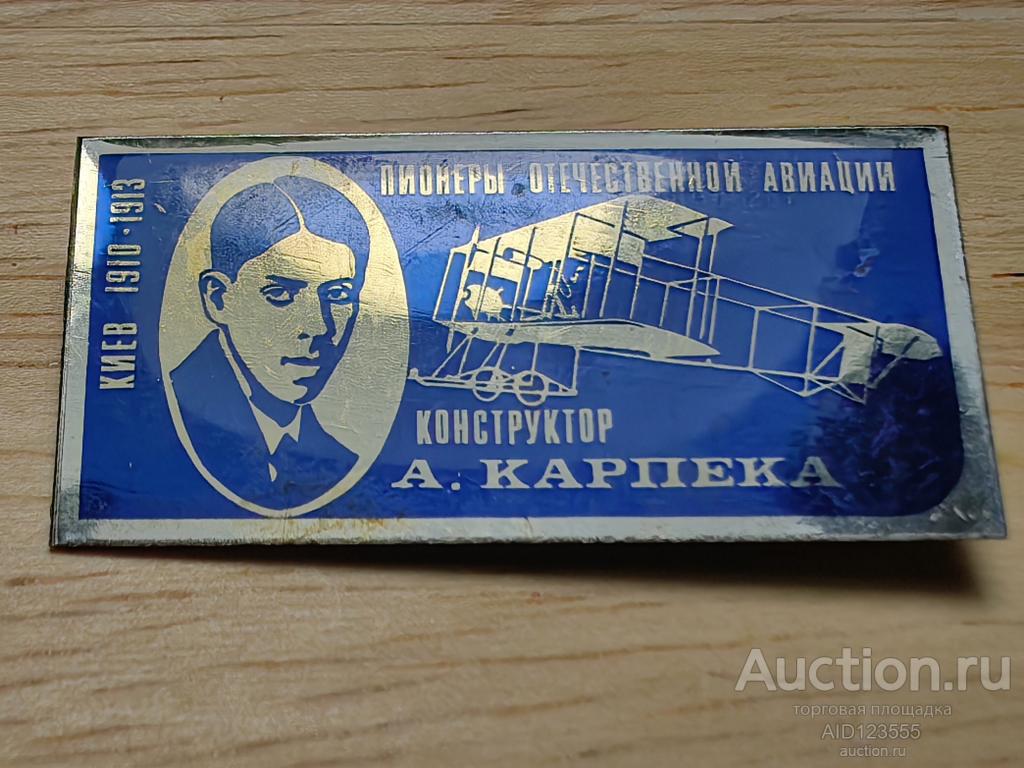 КИЕВ 1910-1913
ПИОНЕРЫ ОТЕЧЕСТВЕННОЙ АВИАЦИИ
КОНСТРУКТОР
А. КАРПЕКА
Auction.ru
торговая площадка
AID123555
auction.ru